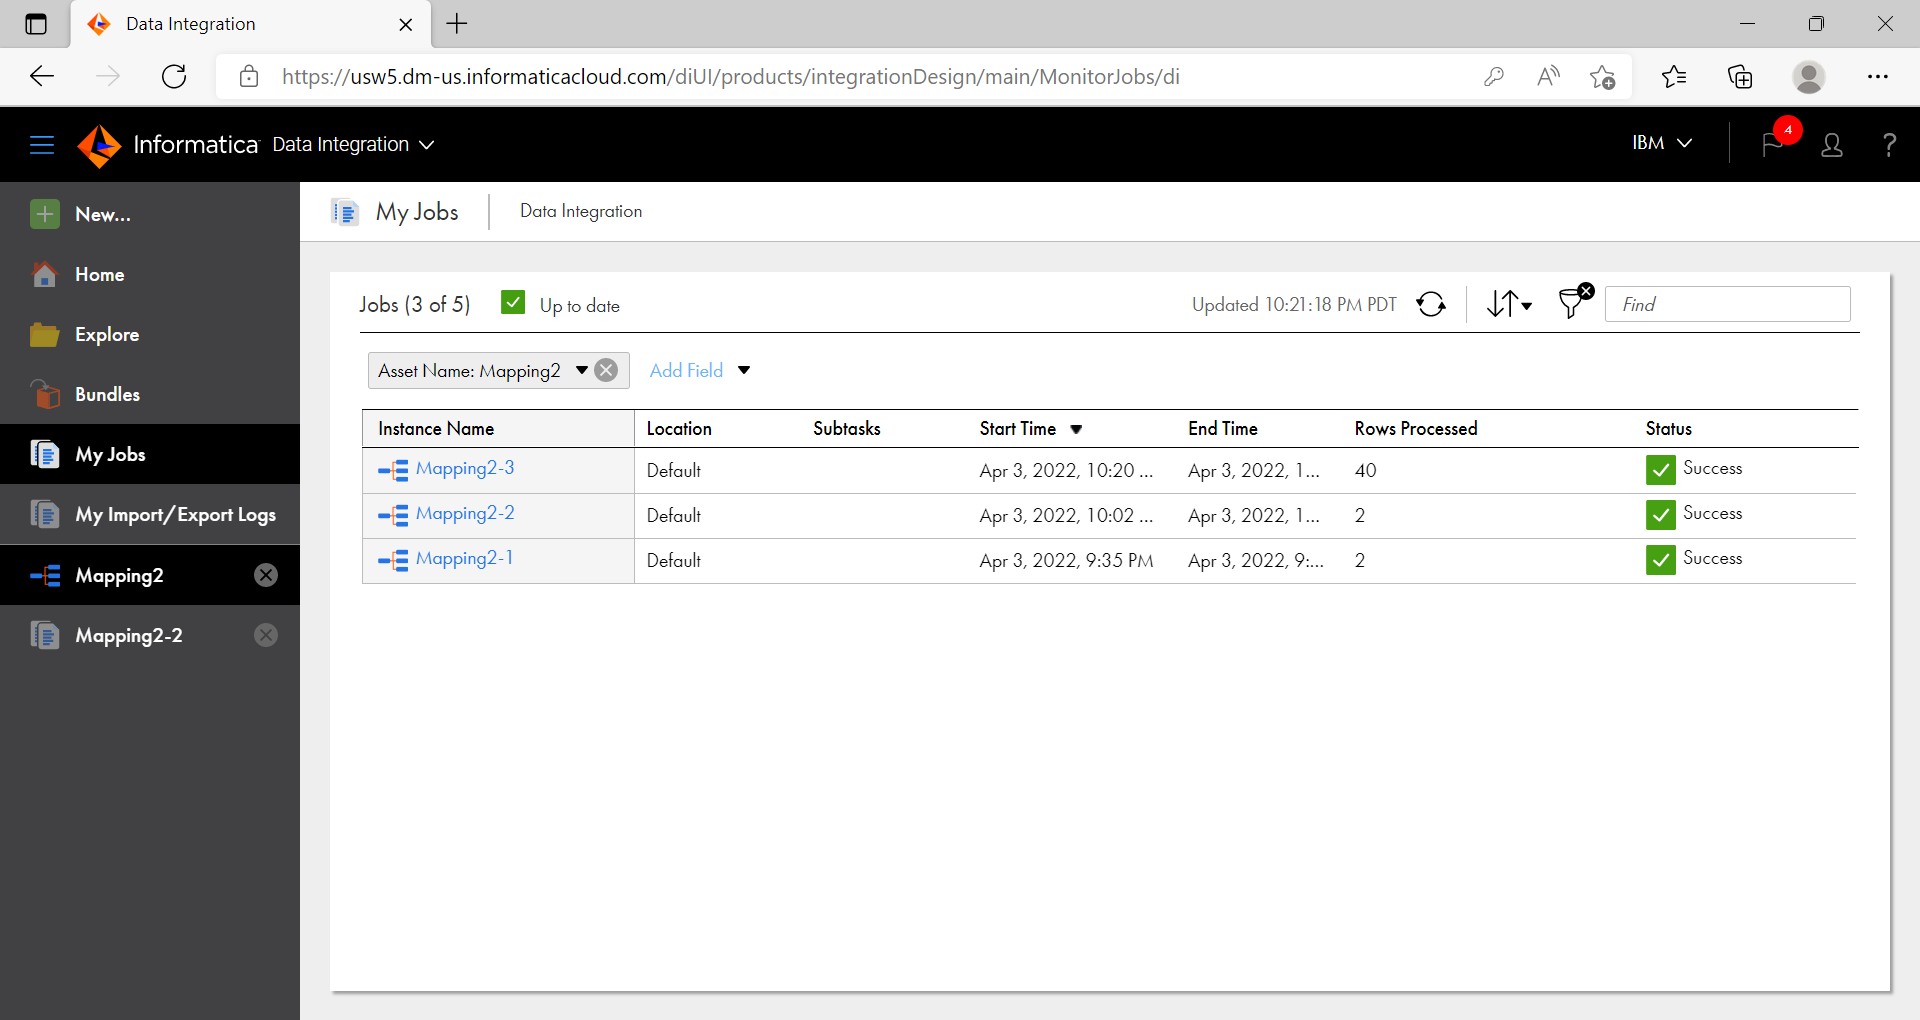 Data Integration
https://usw5.dm-us.informaticacloud.com/diUI/products/integrationDesign/main/MonitorJobs/di
Informatica Data Integration
IBM
4
?
New...
Home
Explore
Bundles
My Jobs
My Import/Export Logs
Mapping2
Mapping2-2
My Jobs
Data Integration
Jobs (3 of 5)
Up to date
Updated 10:21:18 PM PDT
Find
Asset Name: Mapping2
Add Field
Instance Name Location Subtasks Start Time End Time Rows Processed Status
Mapping2-3 Default Apr 3, 2022, 10:20 ... Apr 3, 2022, 1... 40 Success
Mapping2-2 Default Apr 3, 2022, 10:02 ... Apr 3, 2022, 1... 2 Success
Mapping2-1 Default Apr 3, 2022, 9:35 PM Apr 3, 2022, 9:... 2 Success